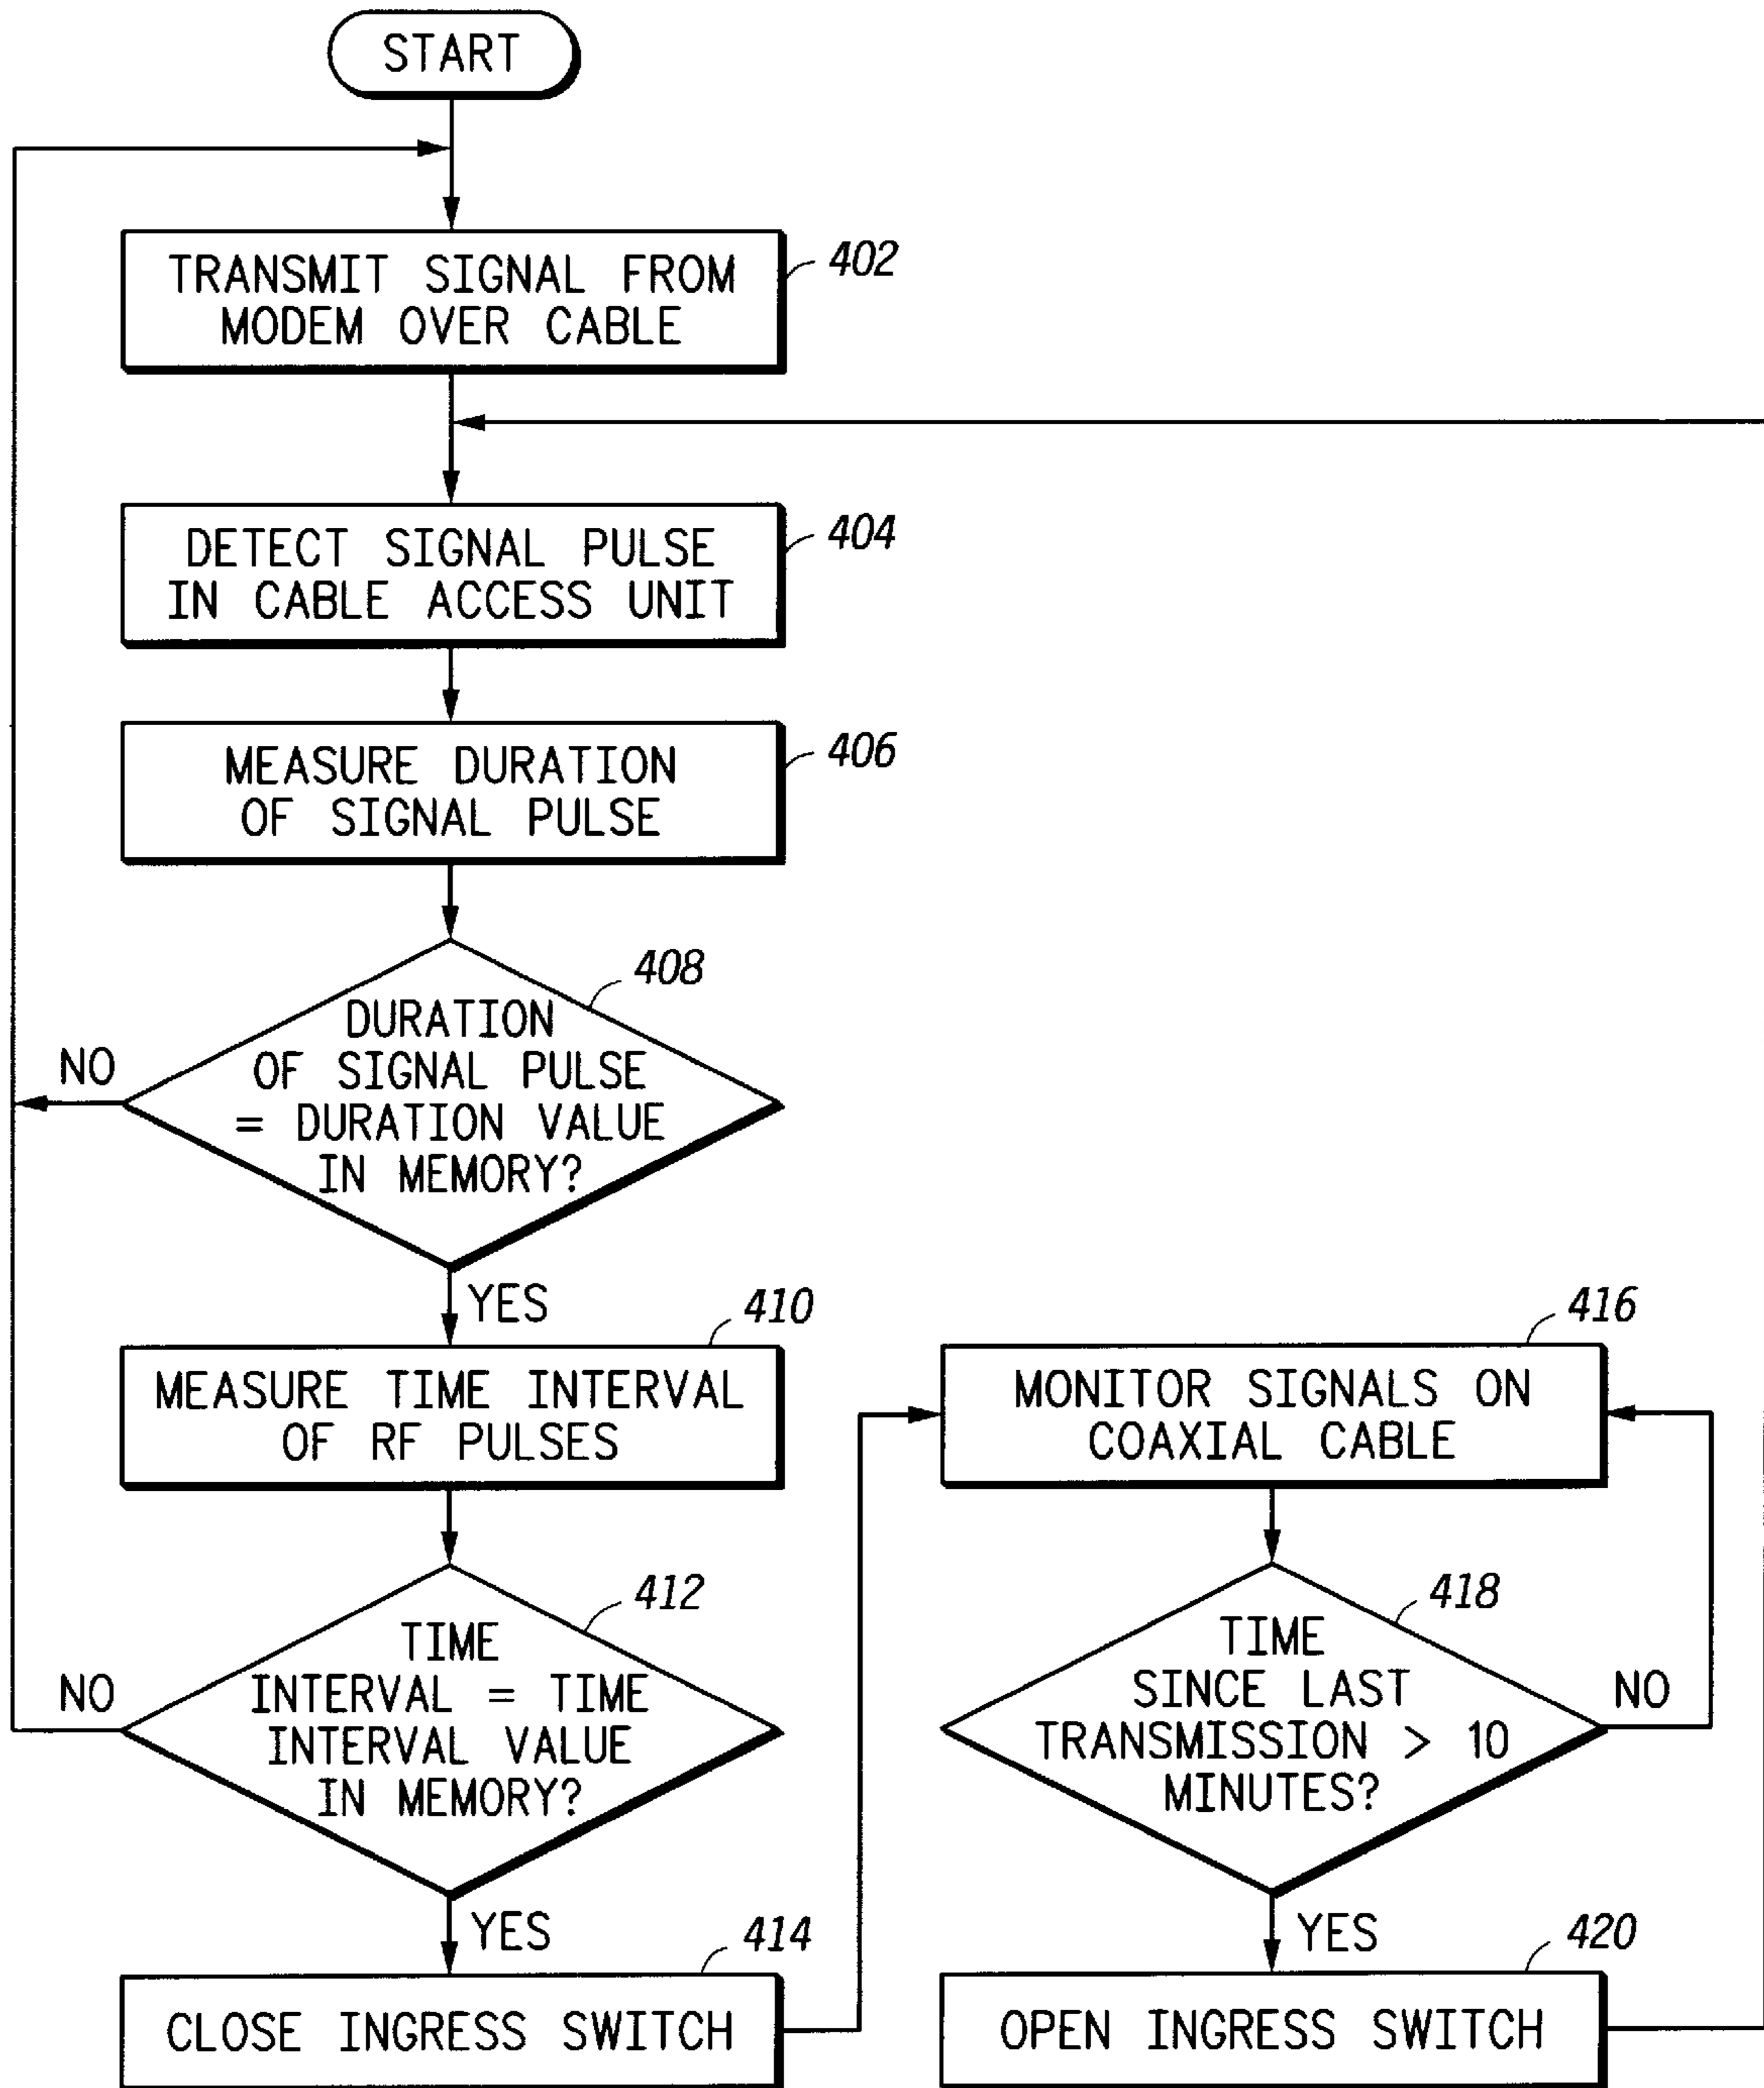 START
TRANSMIT SIGNAL FROM
MODEM OVER CABLE
402
DETECT SIGNAL PULSE
IN CABLE ACCESS UNIT
404
MEASURE DURATION
OF SIGNAL PULSE
406
408
DURATION
OF SIGNAL PULSE
= DURATION VALUE
IN MEMORY?
NO
YES
410
MEASURE TIME INTERVAL
OF RF PULSES
412
TIME
INTERVAL = TIME
INTERVAL VALUE
IN MEMORY?
NO
YES
414
CLOSE INGRESS SWITCH
416
MONITOR SIGNALS ON
COAXIAL CABLE
418
TIME
SINCE LAST
TRANSMISSION > 10
MINUTES?
NO
YES
420
OPEN INGRESS SWITCH